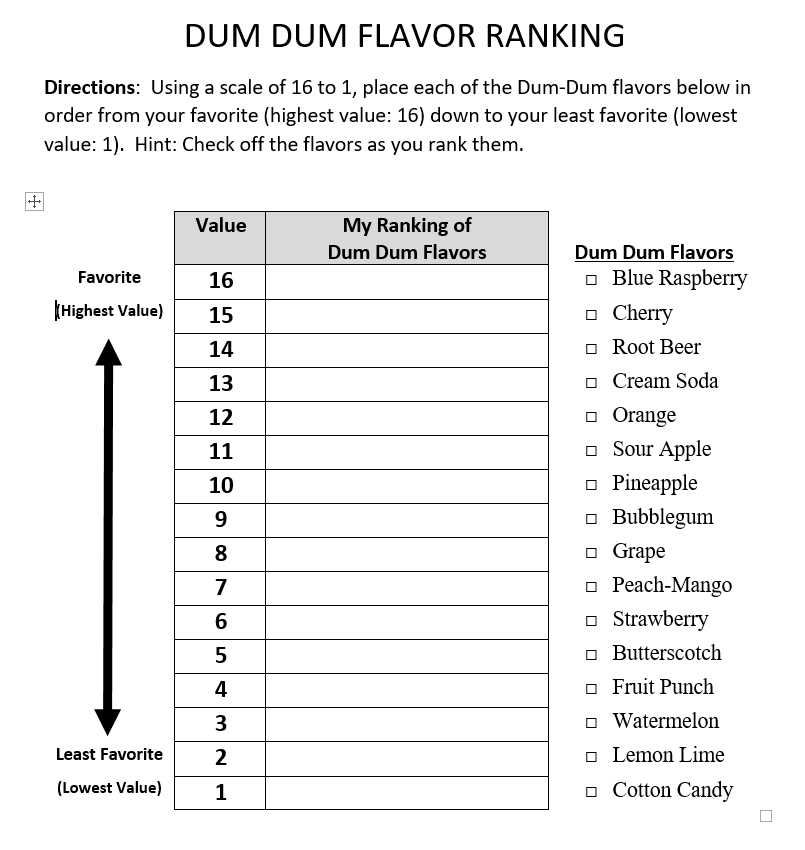 DUM DUM FLAVOR RANKING
Directions:  Using a scale of 16 to 1, place each of the Dum-Dum flavors below in
order from your favorite (highest value: 16) down to your least favorite (lowest
value: 1).  Hint: Check off the flavors as you rank them.
Value
My Ranking of
Dum Dum Flavors
Favorite
(Highest Value)
16
15
14
13
12
11
10
9
8
7
6
5
4
3
2
1
Least Favorite
(Lowest Value)
Dum Dum Flavors
Blue Raspberry
Cherry
Root Beer
Cream Soda
Orange
Sour Apple
Pineapple
Bubblegum
Grape
Peach-Mango
Strawberry
Butterscotch
Fruit Punch
Watermelon
Lemon Lime
Cotton Candy